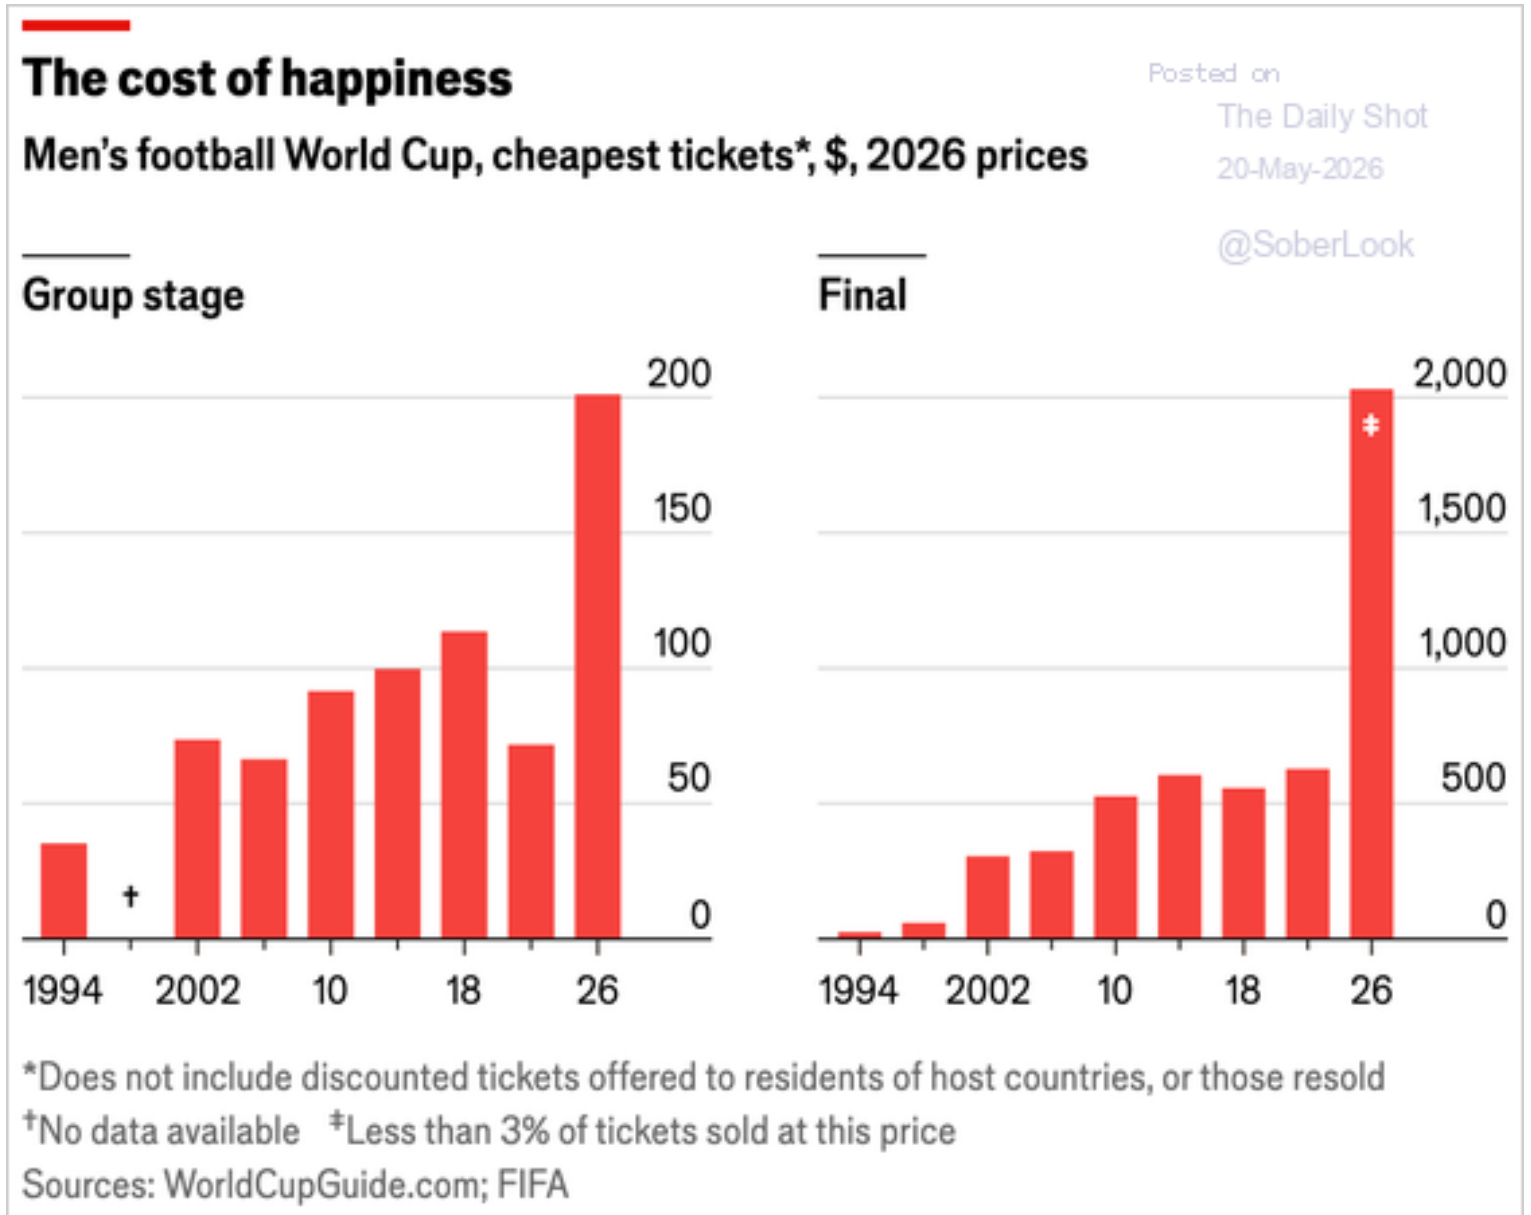 The cost of happiness
Men's football World Cup, cheapest tickets*, $, 2026 prices
Posted on
The Daily Shot
20-May-2026
@SoberLook
Group stage
200
150
100
50
0
1994 2002 10 18 26
†
Final
2,000
1,500
1,000
500
0
1994 2002 10 18 26
‡
*Does not include discounted tickets offered to residents of host countries, or those resold
†No data available ‡Less than 3% of tickets sold at this price
Sources: WorldCupGuide.com; FIFA